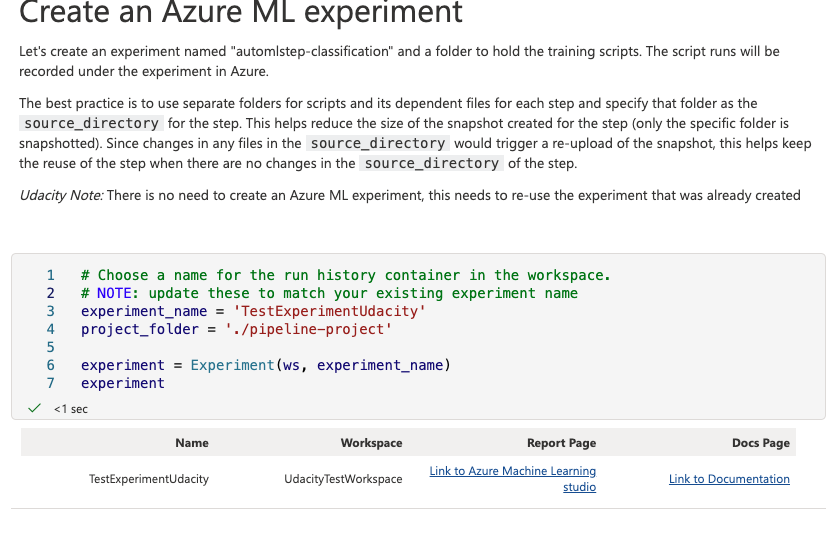 Create an Azure ML experiment
Let's create an experiment named "automlstep-classification" and a folder to hold the training scripts. The script runs will be
recorded under the experiment in Azure.
The best practice is to use separate folders for scripts and its dependent files for each step and specify that folder as the
source_directory for the step. This helps reduce the size of the snapshot created for the step (only the specific folder is
snapshotted). Since changes in any files in the source_directory would trigger a re-upload of the snapshot, this helps keep
the reuse of the step when there are no changes in the source_directory of the step.
Udacity Note: There is no need to create an Azure ML experiment, this needs to re-use the experiment that was already created
1 # Choose a name for the run history container in the workspace.
2 # NOTE: update these to match your existing experiment name
3 experiment_name = 'TestExperimentUdacity'
4 project_folder = './pipeline-project'
5
6 experiment = Experiment(ws, experiment_name)
7 experiment
<1 sec
Name Workspace Report Page Docs Page
TestExperimentUdacity UdacityTestWorkspace Link to Azure Machine Learning
studio Link to Documentation